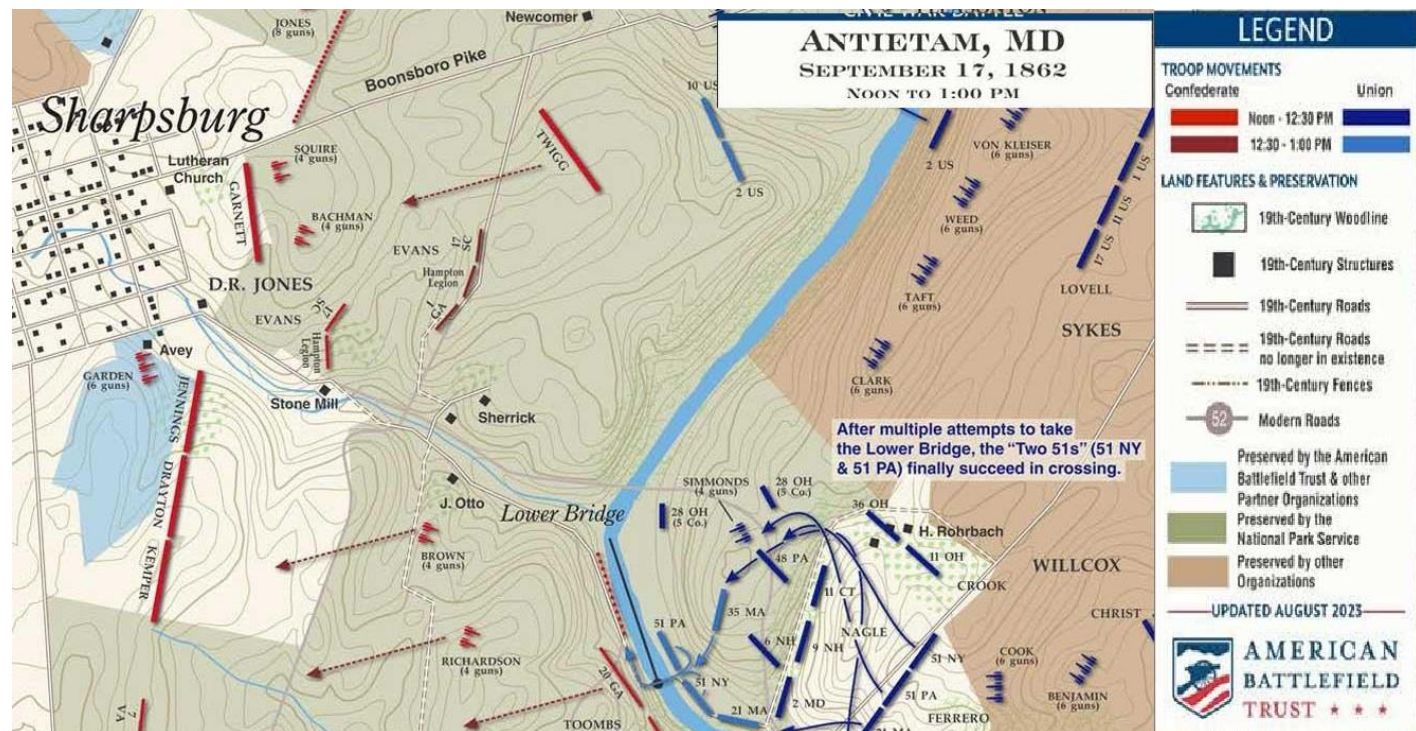 JONES
(8 guns)
Newcomer
Boonsboro Pike
CIVIL WAR BATTLE
ANTIETAM, MD
SEPTEMBER 17, 1862
NOON TO 1:00 PM
Sharpsburg
Lutheran
Church
SQUIRE
(4 guns)
GARNETT
BACHMAN
(4 guns)
D.R. JONES
TWIGG
EVANS
17 SC
Hampton
Legion
1 GA
EVANS
17 SC
Hampton
Legion
10 US
2 US
2 US
VON KLEISER
(6 guns)
WEED
(6 guns)
TAFT
(6 guns)
CLARK
(6 guns)
1 US
11 US
17 US
LOVELL
SYKES
Avey
GARDEN
(6 guns)
JENNINGS
DRAYTON
KEMPER
Stone Mill
Sherrick
J. Otto
Lower Bridge
BROWN
(4 guns)
RICHARDSON
(4 guns)
20 GA
TOOMBS
7 VA
After multiple attempts to take
the Lower Bridge, the “Two 51s” (51 NY
& 51 PA) finally succeed in crossing.
SIMMONDS
(4 guns)
28 OH
(5 Co.)
28 OH
(5 Co.)
36 OH
H. Rohrbach
11 OH
CROOK
48 PA
11 CT
35 MA
51 PA
6 NH
9 NH
NAGLE
51 NY
21 MA
2 MD
51 NY
51 PA
21 MA
FERRERO
WILLCOX
CHRIST
COOK
(6 guns)
BENJAMIN
(6 guns)
LEGEND
TROOP MOVEMENTS
Confederate Union
Noon - 12:30 PM
12:30 - 1:00 PM
LAND FEATURES & PRESERVATION
19th-Century Woodline
19th-Century Structures
19th-Century Roads
19th-Century Roads
no longer in existence
19th-Century Fences
52
Modern Roads
Preserved by the American
Battlefield Trust & other
Partner Organizations
Preserved by the
National Park Service
Preserved by other
Organizations
UPDATED AUGUST 2023
AMERICAN
BATTLEFIELD
TRUST